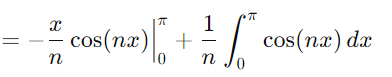 = -\frac{x}{n} \cos(nx) \Big|_0^\pi + \frac{1}{n} \int_0^\pi \cos(nx) \, dx